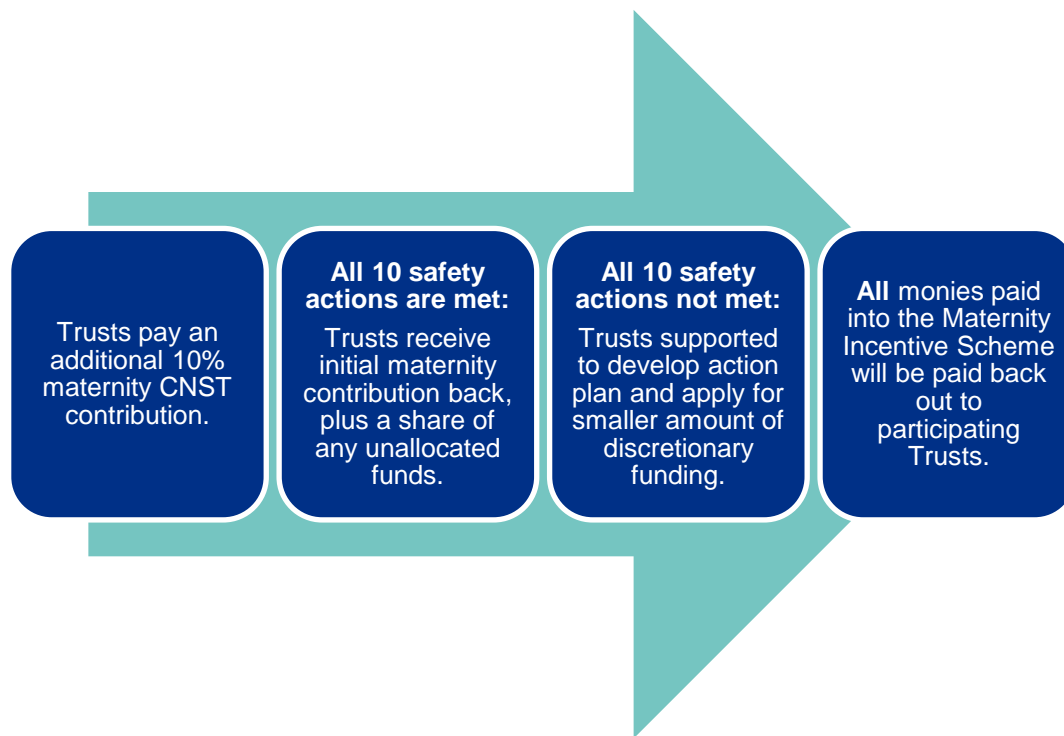 Trusts pay an
additional 10%
maternity CNST
contribution.
All 10 safety
actions are met:
Trusts receive
initial maternity
contribution back,
plus a share of
any unallocated
funds.
All 10 safety
actions not met:
Trusts supported
to develop action
plan and apply for
smaller amount of
discretionary
funding.
All monies paid
into the Maternity
Incentive Scheme
will be paid back
out to
participating
Trusts.